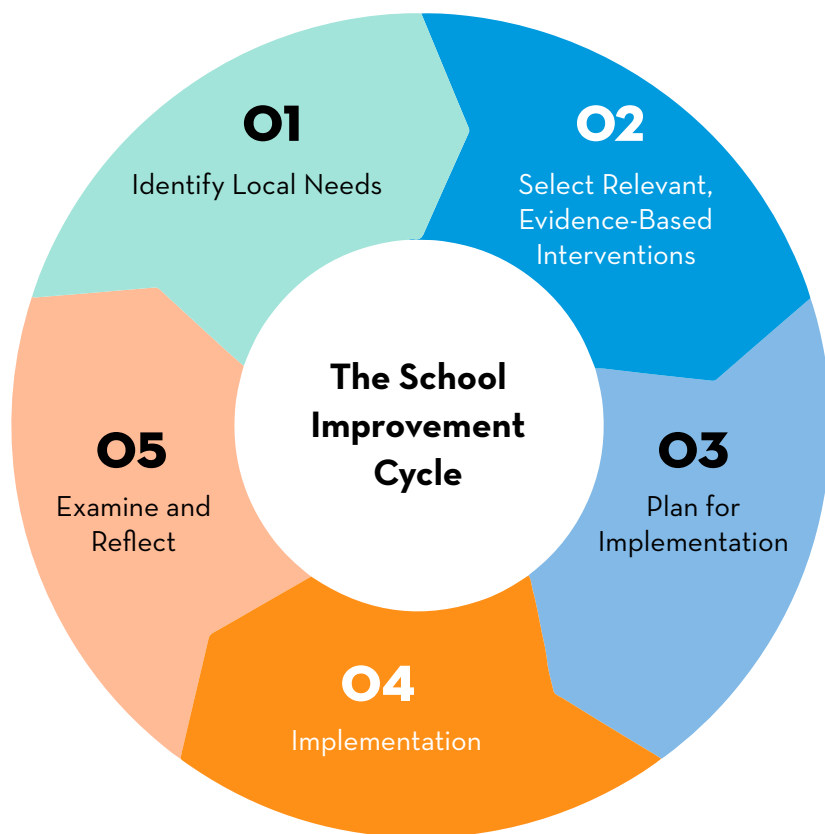 The School
Improvement
Cycle
01
Identify Local Needs
02
Select Relevant,
Evidence-Based
Interventions
03
Plan for
Implementation
04
Implementation
05
Examine and
Reflect